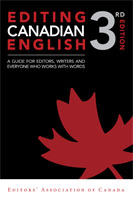 EDITING
CANADIAN
ENGLISH
3RD EDITION
A GUIDE FOR EDITORS, WRITERS AND
EVERYONE WHO WORKS WITH WORDS
EDITORS' ASSOCIATION OF CANADA